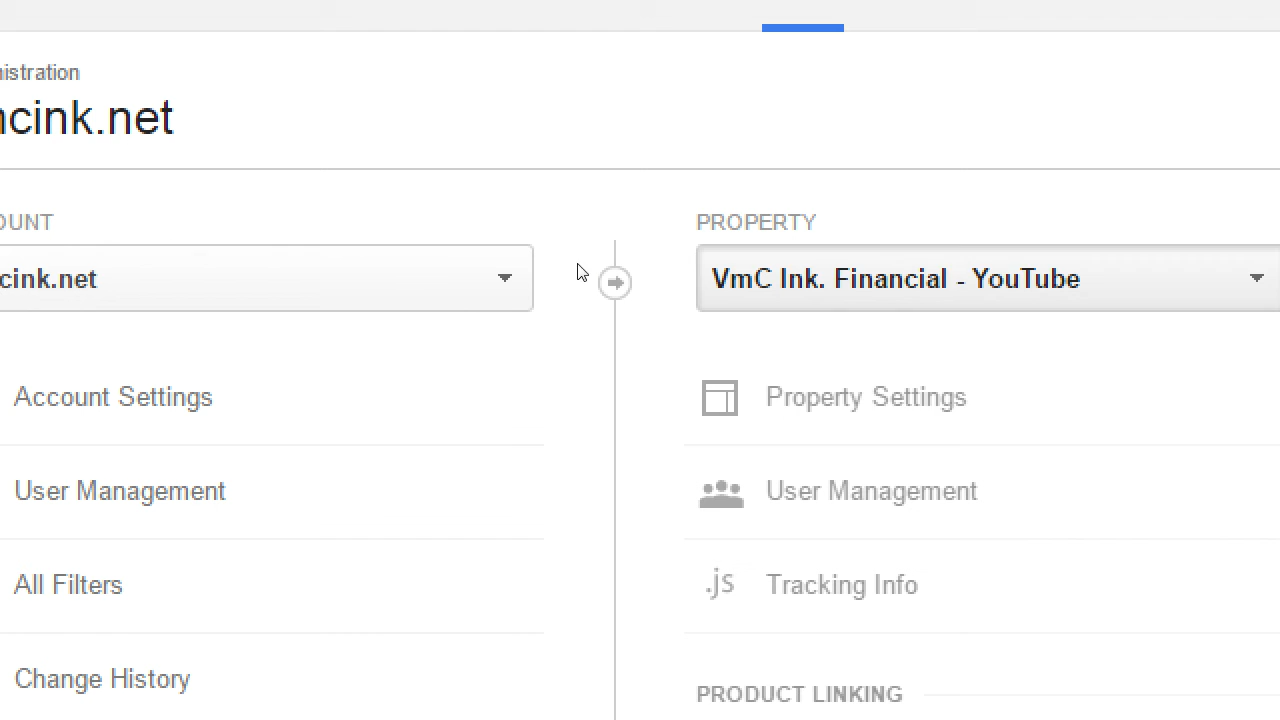 istration
cink.net
OUNT
cink.net
Account Settings
User Management
All Filters
Change History
PROPERTY
VmC Ink. Financial - YouTube
Property Settings
User Management
.js Tracking Info
PRODUCT LINKING